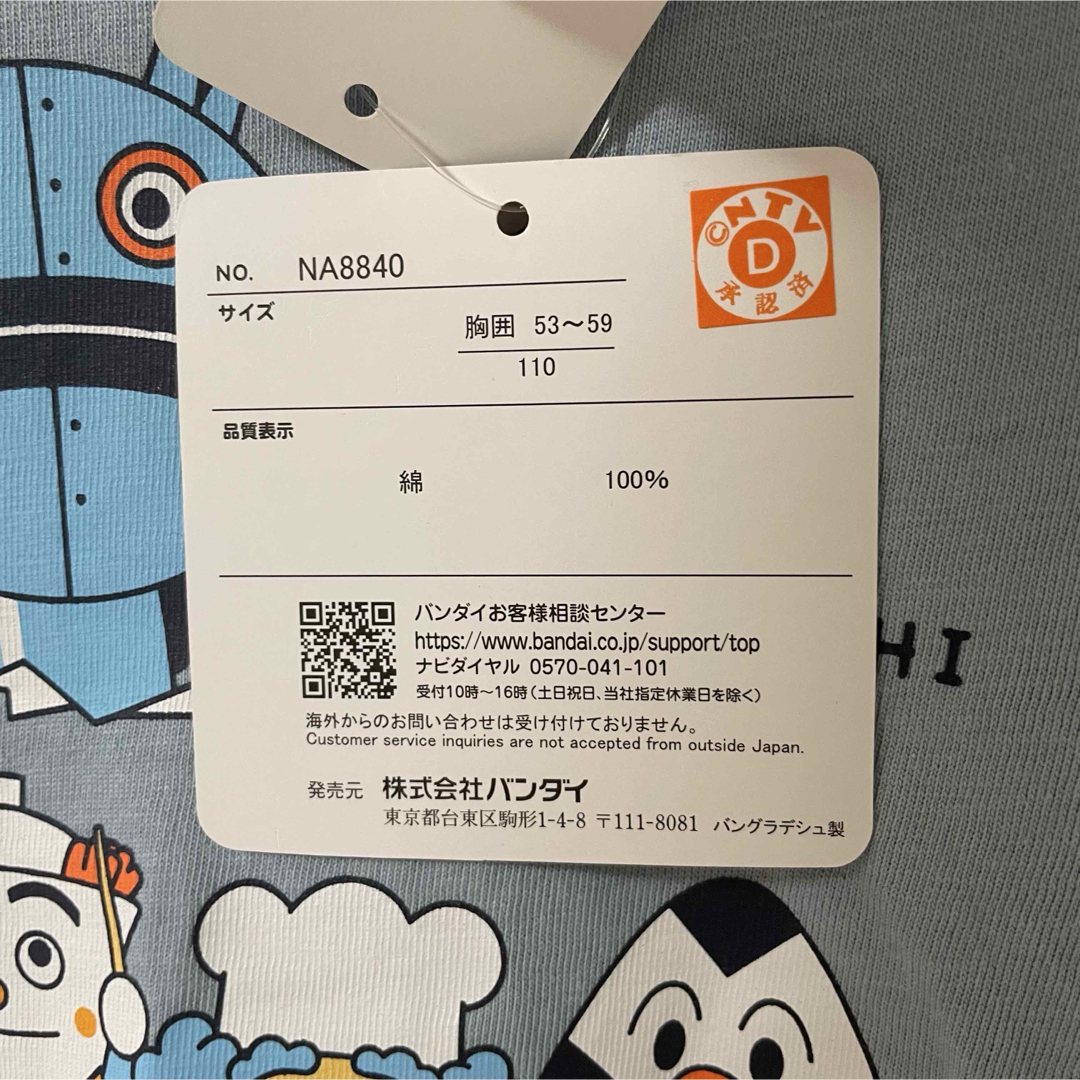 NO. NA8840
©NTV
D
承認済
サイズ
胸囲 53〜59
110
品質表示
綿 100%
バンダイお客様相談センター
https://www.bandai.co.jp/support/top
ナビダイヤル 0570-041-101
受付10時〜16時(土日祝日、当社指定休業日を除く)
海外からのお問い合わせは受け付けておりません。
Customer service inquiries are not accepted from outside Japan.
発売元 株式会社バンダイ
東京都台東区駒形1-4-8 〒111-8081 バングラデシュ製
HI